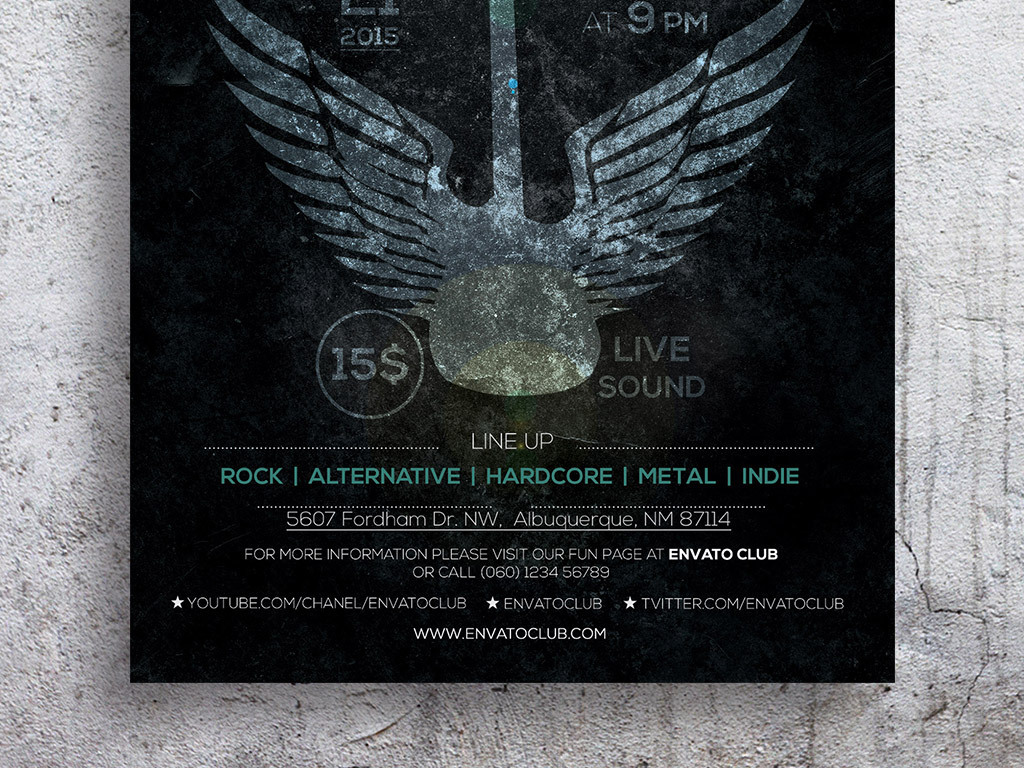 21
2015
AT 9 PM
15$
LIVE
SOUND
LINE UP
ROCK | ALTERNATIVE | HARDCORE | METAL | INDIE
5607 Fordham Dr. NW, Albuquerque, NM 87114
FOR MORE INFORMATION PLEASE VISIT OUR FUN PAGE AT ENVATO CLUB
OR CALL (060) 1234 56789
★YOUTUBE.COM/CHANEL/ENVATOCLUB ★ ENVATOCLUB ★ TVITTER.COM/ENVATOCLUB
WWW.ENVATOCLUB.COM